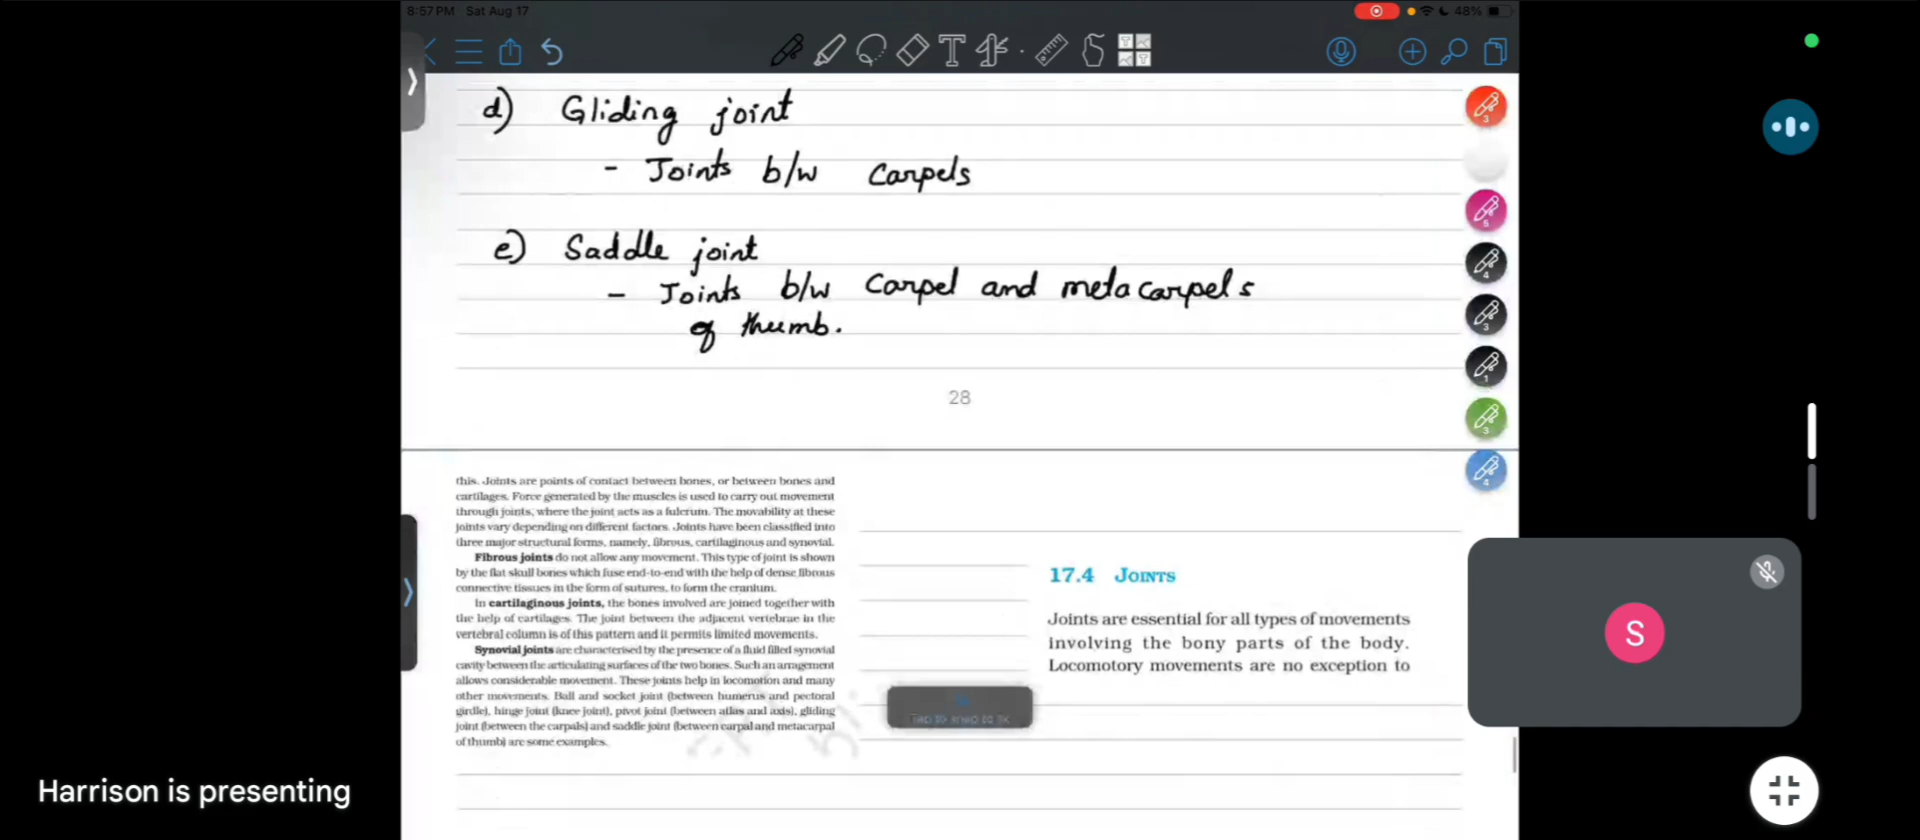 8:57 PM Sat Aug 17
48%
d) Gliding joint
- Joints b/w Carpels
e) Saddle joint
- Joints b/w Carpel and metacarpels
of thumb.
28
this. Joints are points of contact between bones, or between bones and
cartilages. Force generated by the muscles is used to carry out movement
through joints, where the joint acts as a fulcrum. The movability at these
joints vary depending on different factors. Joints have been classified into
three major structural forms, namely, fibrous, cartilaginous and synovial.
Fibrous joints do not allow any movement. This type of joint is shown
by the flat skull bones which fuse end-to-end with the help of dense fibrous
connective tissues in the form of sutures, to form the cranium.
In cartilaginous joints, the bones involved are joined together with
the help of cartilages. The joint between the adjacent vertebrae in the
vertebral column is of this pattern and it permits limited movements.
Synovial joints are characterised by the presence of a fluid filled synovial
cavity between the articulating surfaces of the two bones. Such an arragement
allows considerable movement. These joints help in locomotion and many
other movements. Ball and socket joint (between humerus and pectoral
girdle), hinge joint (knee joint), pivot joint (between atlas and axis), gliding
joint (between the carpals) and saddle joint (between carpal and metacarpal
of thumb) are some examples.
17.4 JOINTS
Joints are essential for all types of movements
involving the bony parts of the body.
Locomotory movements are no exception to
3
5
4
3
1
3
4
S
Harrison is presenting